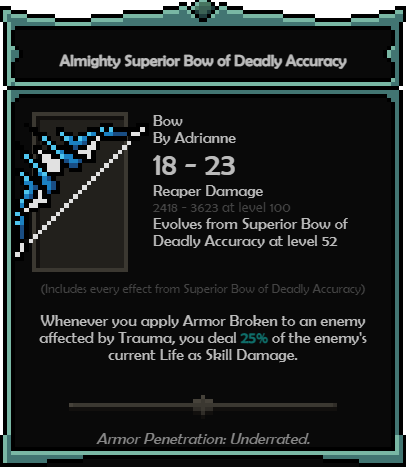 Almighty Superior Bow of Deadly Accuracy
Bow
By Adrianne
18 - 23
Reaper Damage
2418 - 3623 at level 100
Evolves from Superior Bow of
Deadly Accuracy at level 52
(Includes every effect from Superior Bow of Deadly Accuracy)
Whenever you apply Armor Broken to an enemy
affected by Trauma, you deal 25% of the enemy's
current Life as Skill Damage.
Armor Penetration: Underrated.